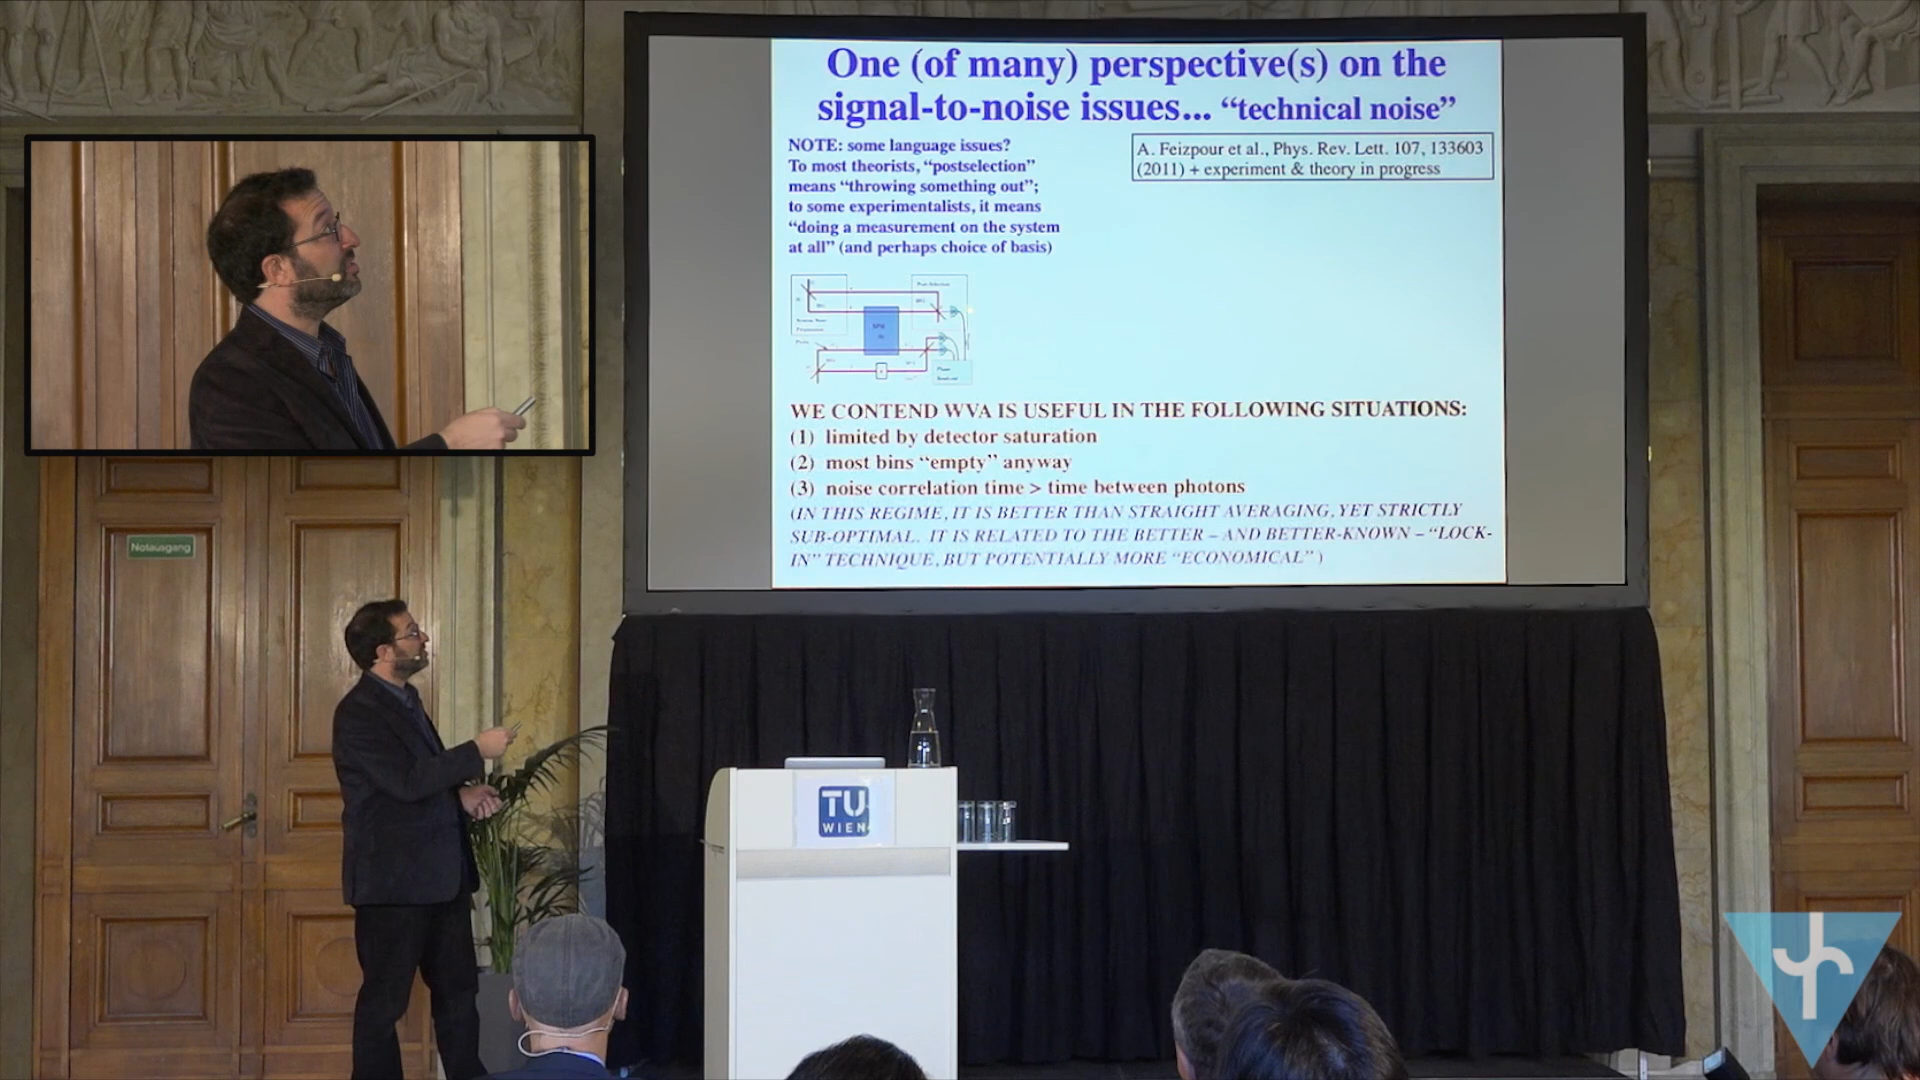 One (of many) perspective(s) on the
signal-to-noise issues... “technical noise”
NOTE: some language issues?
To most theorists, “postselection”
means “throwing something out”;
to some experimentalists, it means
“doing a measurement on the system
at all” (and perhaps choice of basis)
A. Feizpour et al., Phys. Rev. Lett. 107, 133603
(2011) + experiment & theory in progress
WE CONTEND WVA IS USEFUL IN THE FOLLOWING SITUATIONS:
(1) limited by detector saturation
(2) most bins “empty” anyway
(3) noise correlation time > time between photons
(IN THIS REGIME, IT IS BETTER THAN STRAIGHT AVERAGING, YET STRICTLY
SUB-OPTIMAL. IT IS RELATED TO THE BETTER – AND BETTER-KNOWN – “LOCK-
IN” TECHNIQUE, BUT POTENTIALLY MORE “ECONOMICAL”)
Notausgang
TU
WIEN